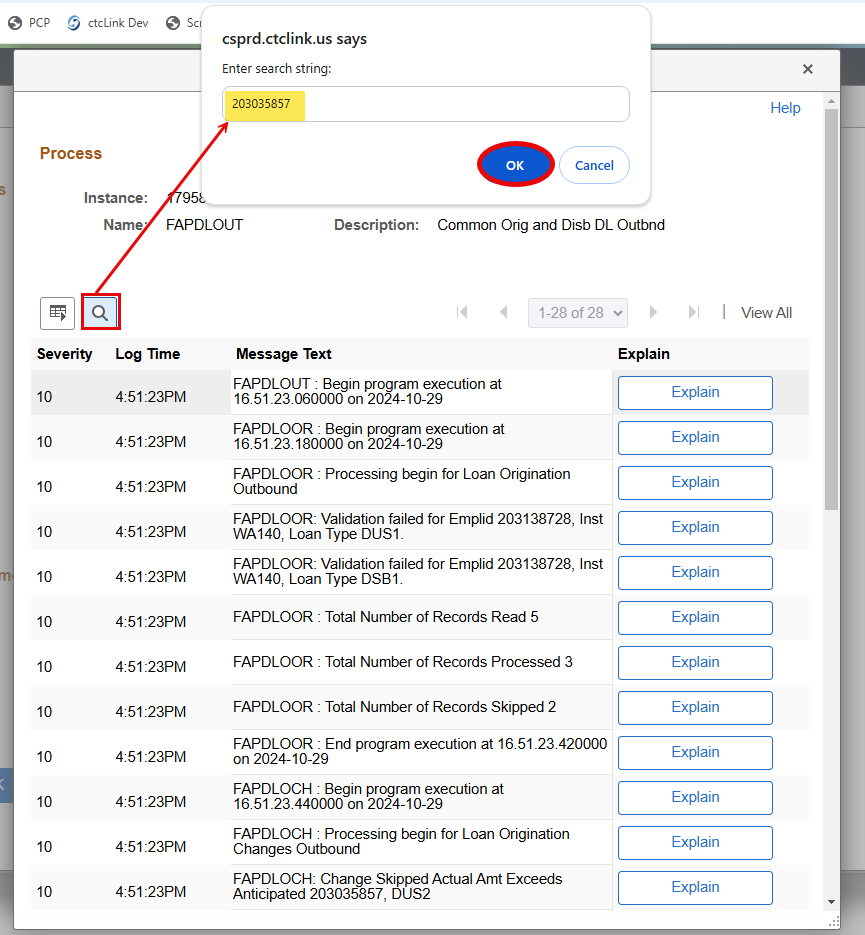 PCP
ctcLink Dev
csprd.ctclink.us says
Enter search string:
203035857
OK
Cancel
Help
Process
Instance:
Name: FAPDLOUT
Description: Common Orig and Disb DL Outbnd
1-28 of 28
View All
Severity Log Time Message Text Explain
10 4:51:23PM FAPDLOUT : Begin program execution at
16.51.23.060000 on 2024-10-29
Explain
10 4:51:23PM FAPDLOOR : Begin program execution at
16.51.23.180000 on 2024-10-29
Explain
10 4:51:23PM FAPDLOOR : Processing begin for Loan Origination
Outbound
Explain
10 4:51:23PM FAPDLOOR: Validation failed for Emplid 203138728, Inst
WA140, Loan Type DUS1.
Explain
10 4:51:23PM FAPDLOOR: Validation failed for Emplid 203138728, Inst
WA140, Loan Type DSB1.
Explain
10 4:51:23PM FAPDLOOR : Total Number of Records Read 5
Explain
10 4:51:23PM FAPDLOOR : Total Number of Records Processed 3
Explain
10 4:51:23PM FAPDLOOR : Total Number of Records Skipped 2
Explain
10 4:51:23PM FAPDLOOR : End program execution at 16.51.23.420000
on 2024-10-29
Explain
10 4:51:23PM FAPDLOCH : Begin program execution at
16.51.23.440000 on 2024-10-29
Explain
10 4:51:23PM FAPDLOCH : Processing begin for Loan Origination
Changes Outbound
Explain
10 4:51:23PM FAPDLOCH: Change Skipped Actual Amt Exceeds
Anticipated 203035857, DUS2
Explain